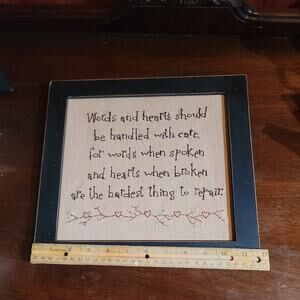 Words and hearts should
be handled with care,
for words when spoken
and hearts when broken
are the hardest thing to repair.